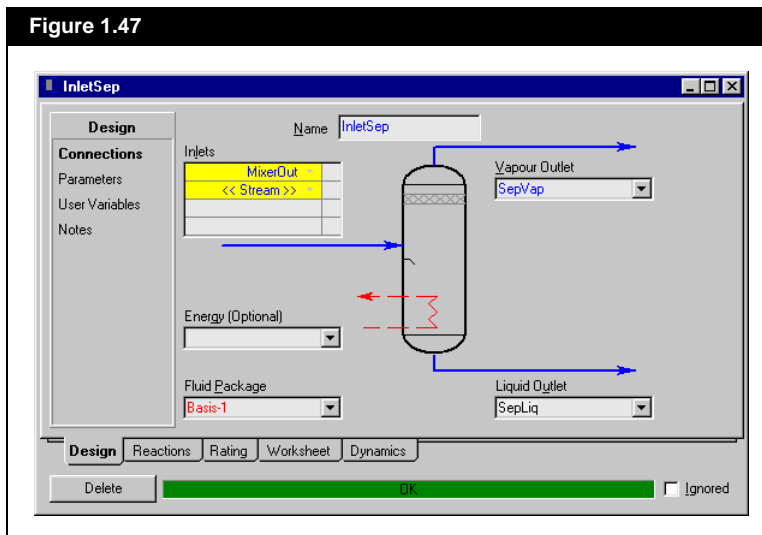 Figure 1.47
InletSep
Design
Connections
Parameters
User Variables
Notes
Name InletSep
Inlets
MixerOut
<< Stream >>
Vapour Outlet
SepVap
Energy (Optional)
Fluid Package
Basis-1
Liquid Outlet
SepLiq
Design Reactions Rating Worksheet Dynamics
Delete OK Ignored